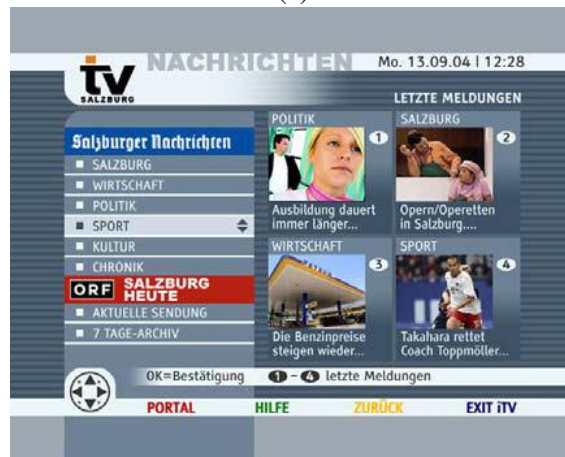 NACHRICHTEN
Mo. 13.09.04 | 12:28
iTV
SALZBURG
LETZTE MELDUNGEN
Salzburger Nachrichten
SALZBURG
WIRTSCHAFT
POLITIK
SPORT
KULTUR
CHRONIK
ORF SALZBURG
HEUTE
AKTUELLE SENDUNG
7 TAGE-ARCHIV
POLITIK
1
Ausbildung dauert
immer länger...
SALZBURG
2
Opern/Operetten
in Salzburg....
WIRTSCHAFT
3
Die Benzinpreise
steigen wieder...
SPORT
4
Takahara rettet
Coach Toppmöller...
OK=Bestätigung 1 - 4 letzte Meldungen
PORTAL HILFE ZURÜCK EXIT iTV